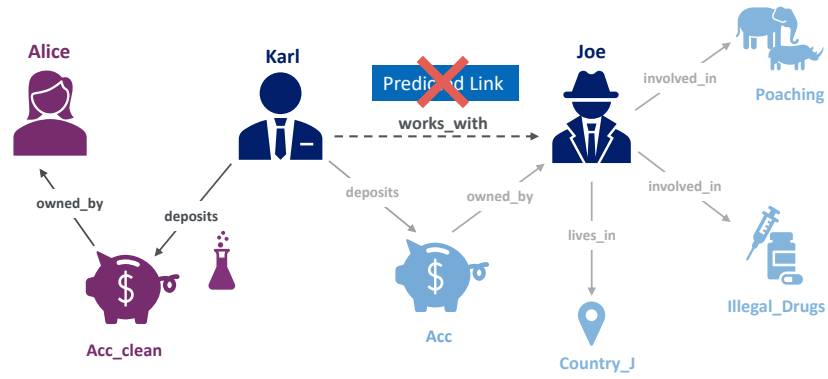 Alice
Karl
Joe
Predicted Link
works_with
involved_in
Poaching
owned_by
deposits
deposits
owned_by
involved_in
lives_in
$
$
Acc_clean
Acc
Country_J
Illegal_Drugs